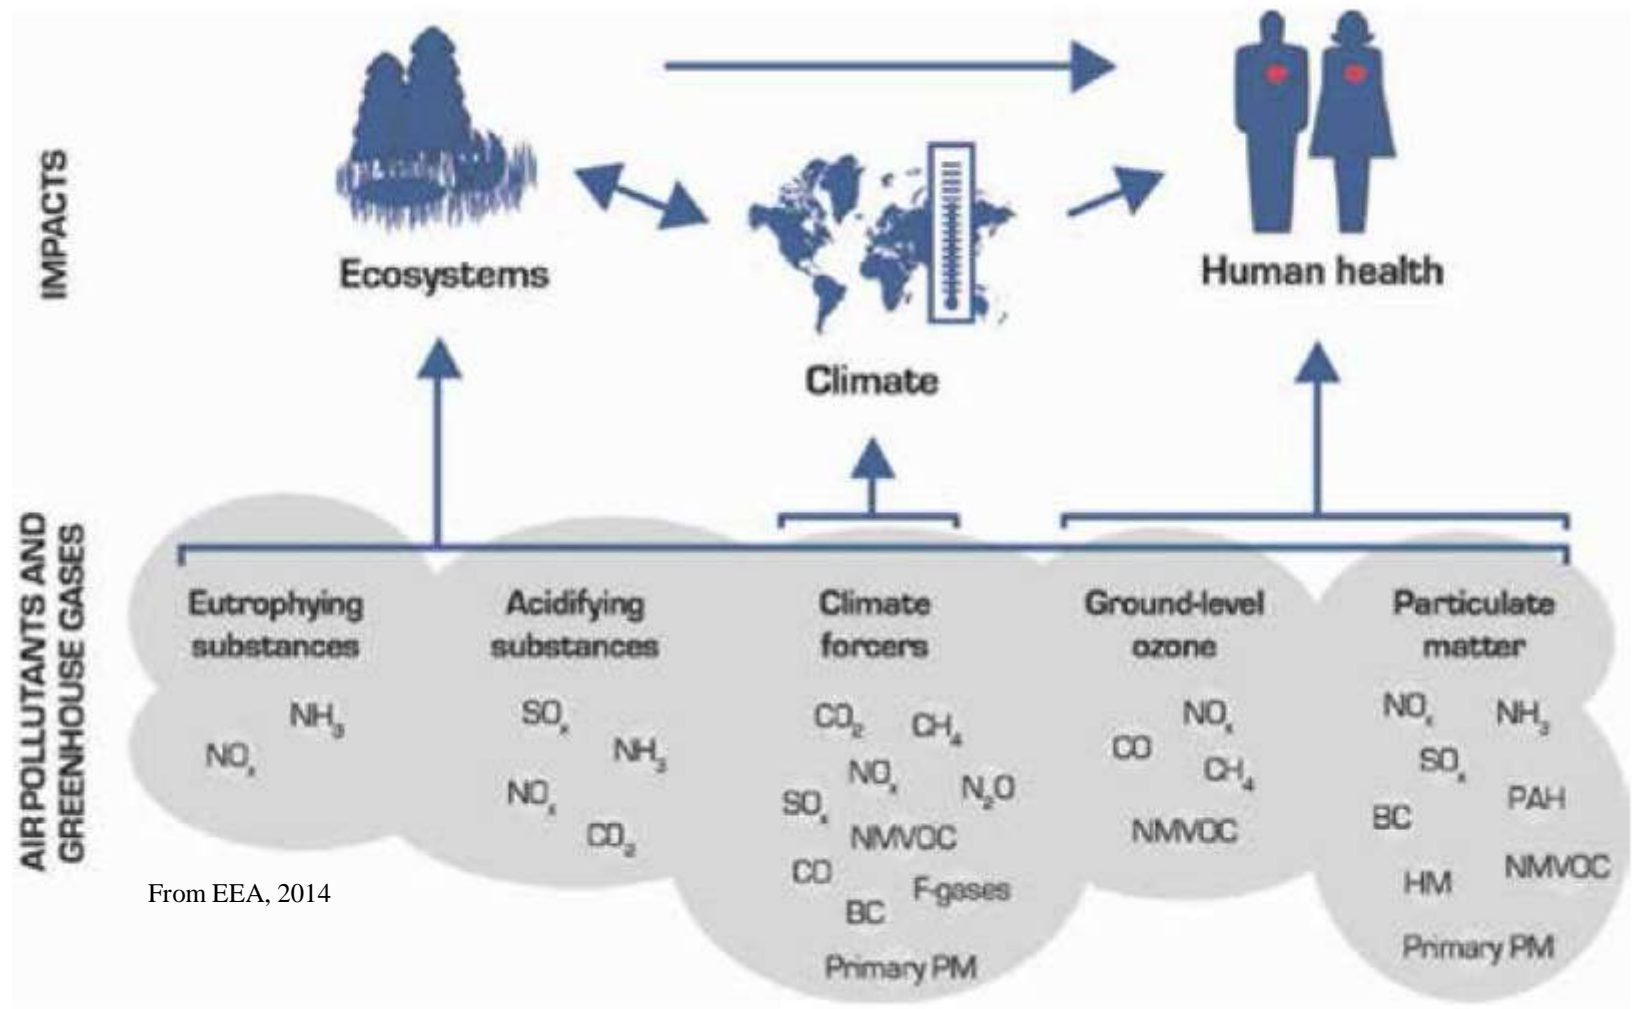 IMPACTS
Ecosystems
Climate
Human health
AIR POLLUTANTS AND
GREENHOUSE GASES
Eutrophying
substances
NH₃
NOₓ
Acidifying
substances
SOₓ
NH₃
NOₓ
CO₂
Climate
forcers
CO₂ CH₄
NOₓ
N₂O
SOₓ
NMVOC
CO
F-gases
BC
Primary PM
Ground-level
ozone
NOₓ
CO
CH₄
NMVOC
Particulate
matter
NOₓ NH₃
SOₓ
PAH
BC
NMVOC
HM
Primary PM
From EEA, 2014